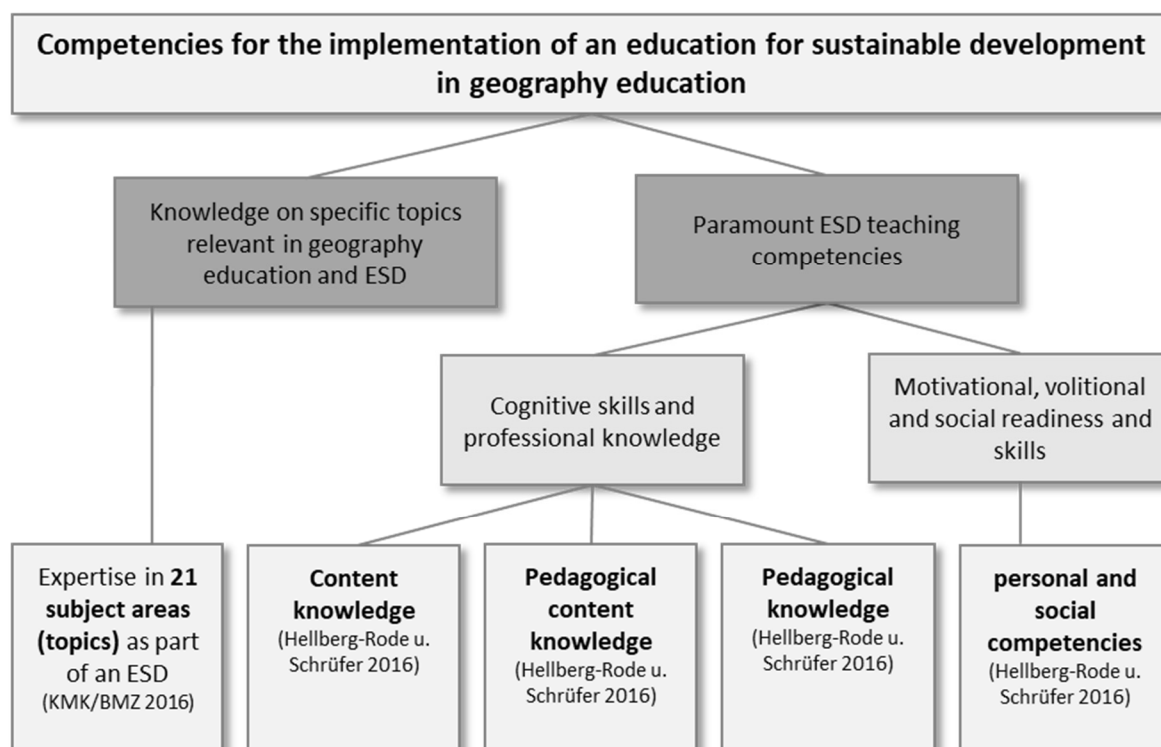 Competencies for the implementation of an education for sustainable development
in geography education
Knowledge on specific topics
relevant in geography
education and ESD
Paramount ESD teaching
competencies
Cognitive skills and
professional knowledge
Motivational, volitional
and social readiness and
skills
Expertise in 21
subject areas
(topics) as part
of an ESD
(KMK/BMZ 2016)
Content
knowledge
(Hellberg-Rode u.
Schrüfer 2016)
Pedagogical
content
knowledge
(Hellberg-Rode u.
Schrüfer 2016)
Pedagogical
knowledge
(Hellberg-Rode u.
Schrüfer 2016)
personal and
social
competencies
(Hellberg-Rode u.
Schrüfer 2016)